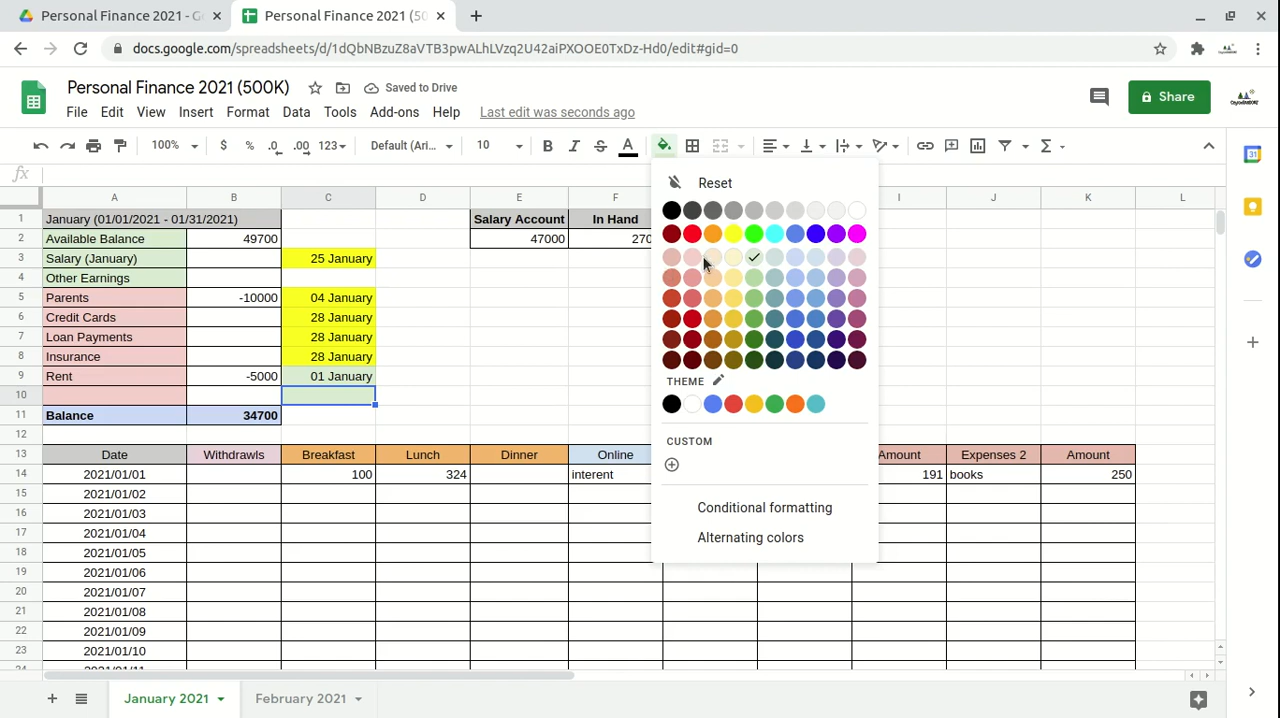 Personal Finance 2021 - G
Personal Finance 2021 (50
docs.google.com/spreadsheets/d/1dQbNBzuZ8aVTB3pwALhLVzq2U42aiPXOOE0TxDz-Hd0/edit#gid=0
Personal Finance 2021 (500K)
Saved to Drive
File Edit View Insert Format Data Tools Add-ons Help Last edit was seconds ago
Share
100% $ % .0 .00 123 Default (Ari... 10 B I S A
fx
A B C D E F I J K L
1 January (01/01/2021 - 01/31/2021) Salary Account In Hand
2 Available Balance 49700 47000 270
3 Salary (January) 25 January
4 Other Earnings
5 Parents -10000 04 January
6 Credit Cards 28 January
7 Loan Payments 28 January
8 Insurance 28 January
9 Rent -5000 01 January
10
11 Balance 34700
12
13 Date Withdrawls Breakfast Lunch Dinner Online Amount Expenses 2 Amount
14 2021/01/01 100 324 interent 191 books 250
15 2021/01/02
16 2021/01/03
17 2021/01/04
18 2021/01/05
19 2021/01/06
20 2021/01/07
21 2021/01/08
22 2021/01/09
23 2021/01/10
24 2021/01/11
Reset
THEME
CUSTOM
Conditional formatting
Alternating colors
31
January 2021
February 2021